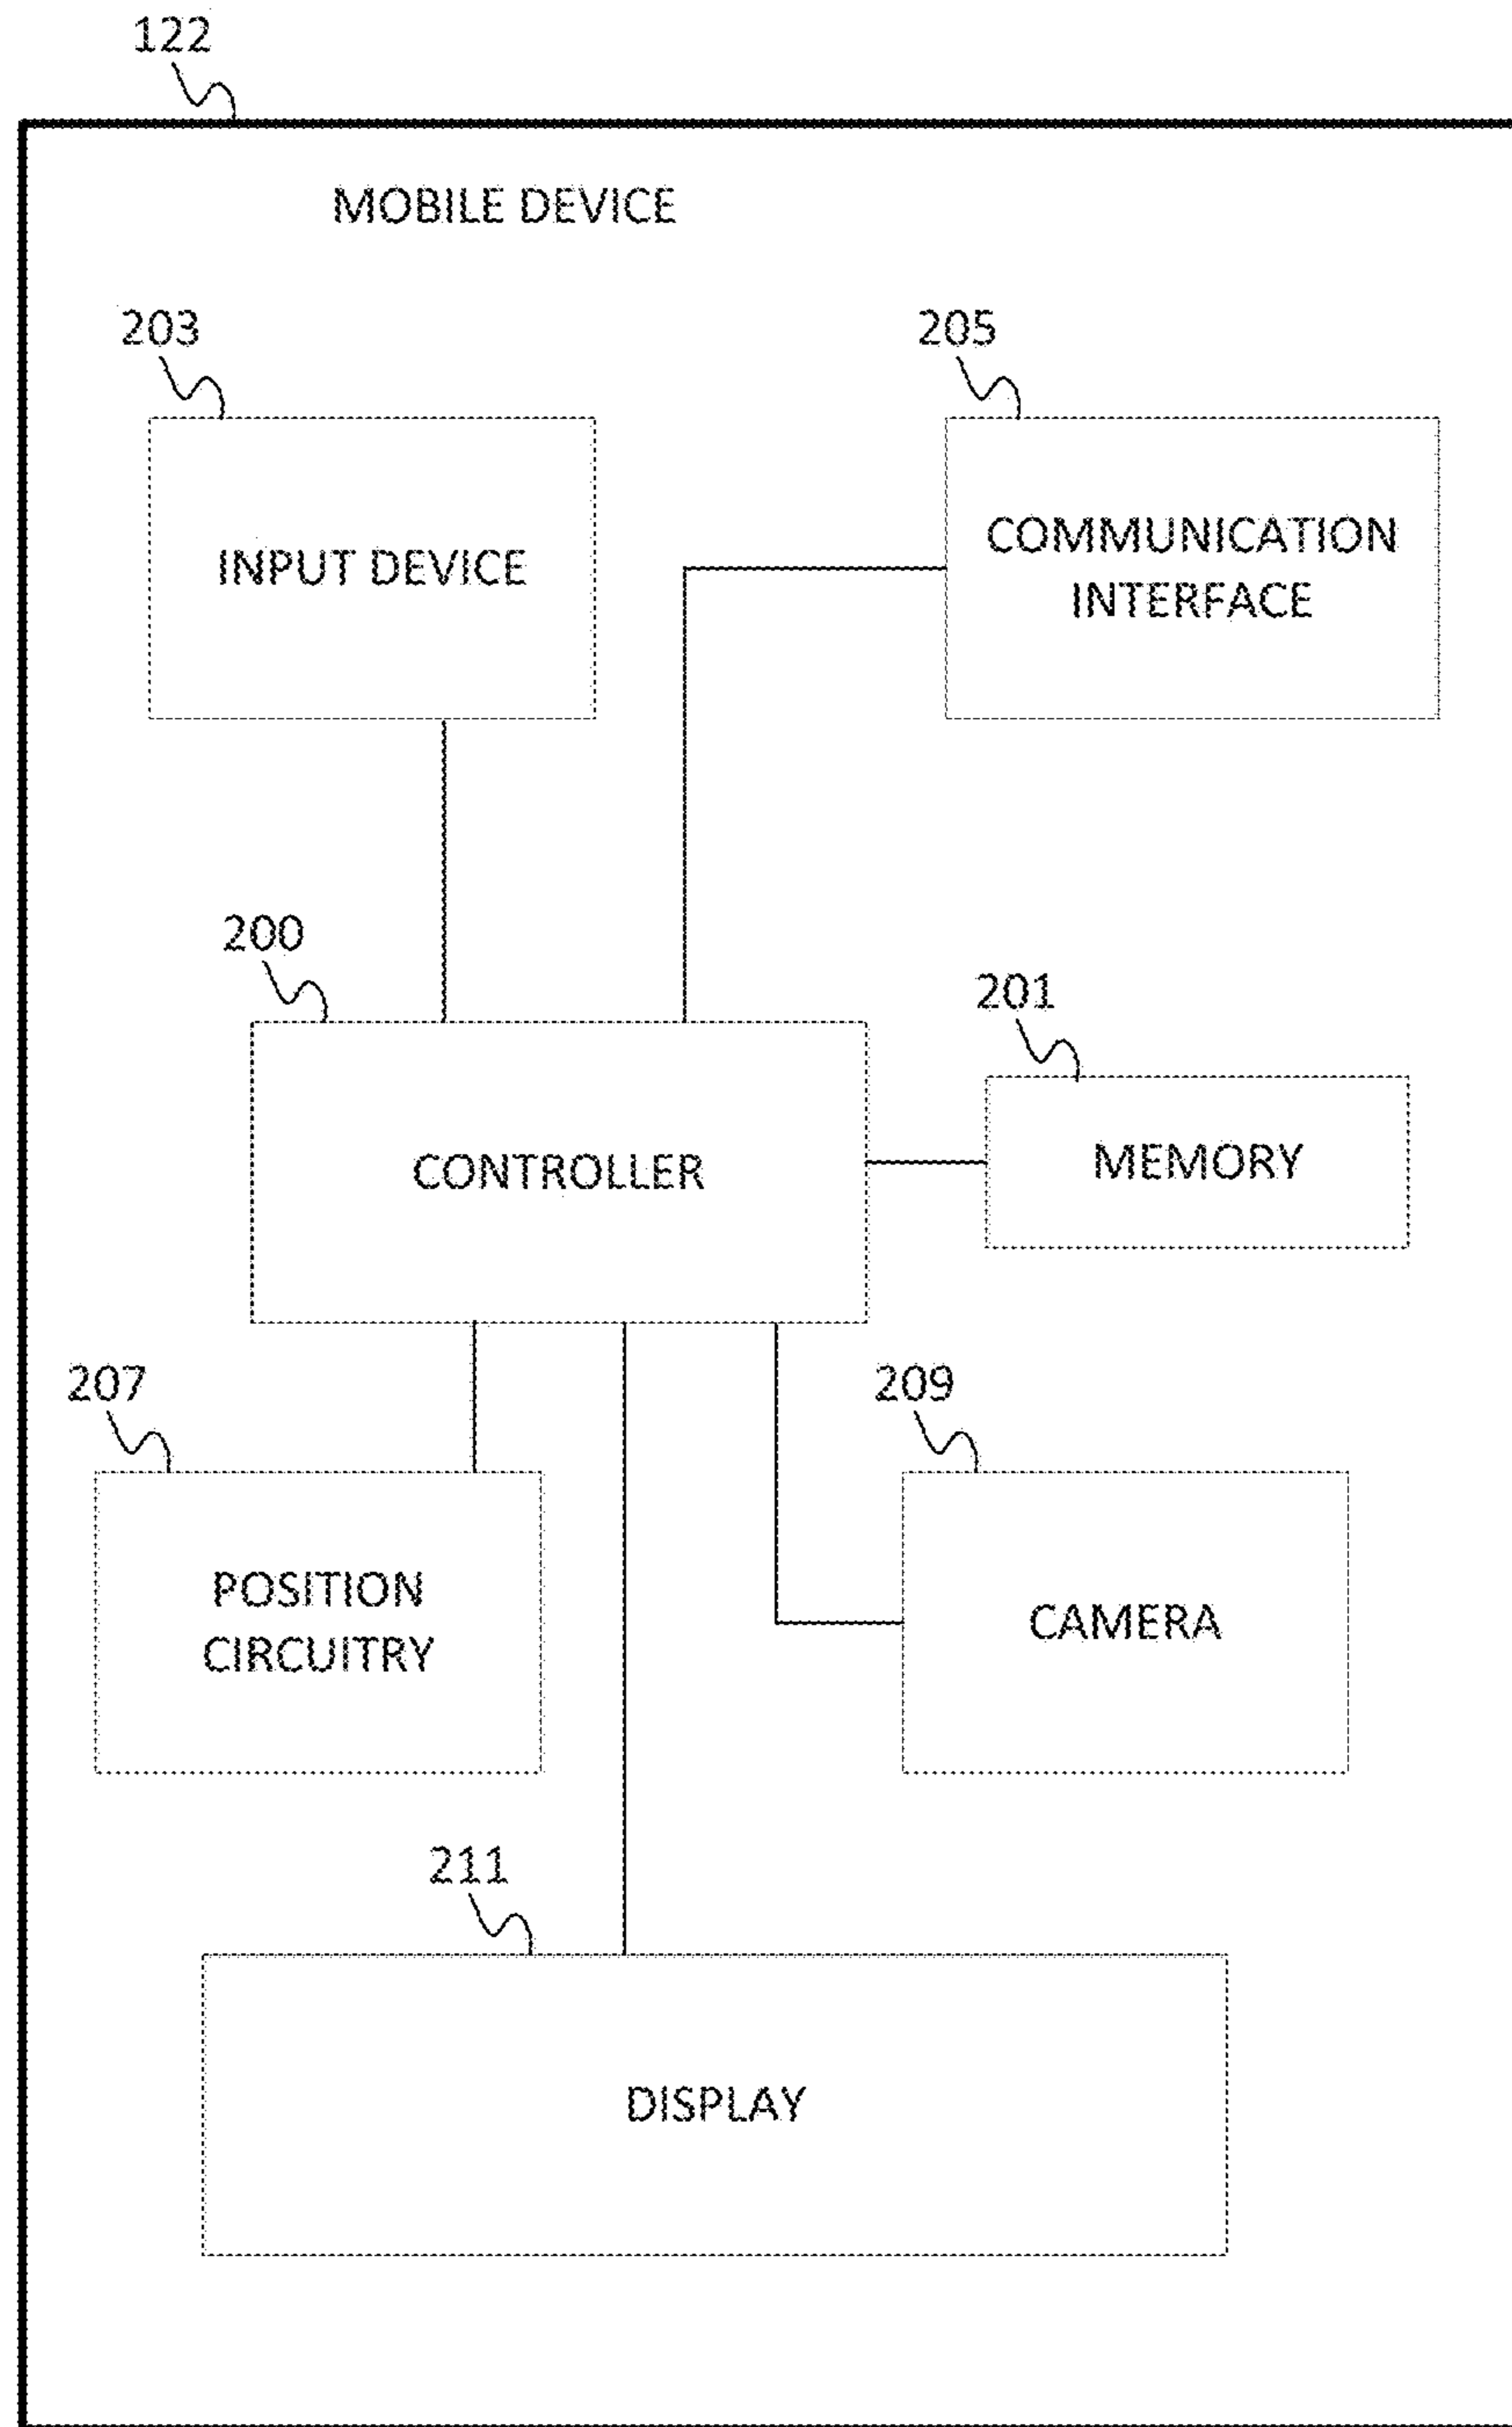 122
MOBILE DEVICE
203
205
INPUT DEVICE
COMMUNICATION
INTERFACE
200
201
CONTROLLER
MEMORY
207
209
POSITION
CIRCUITRY
CAMERA
211
DISPLAY